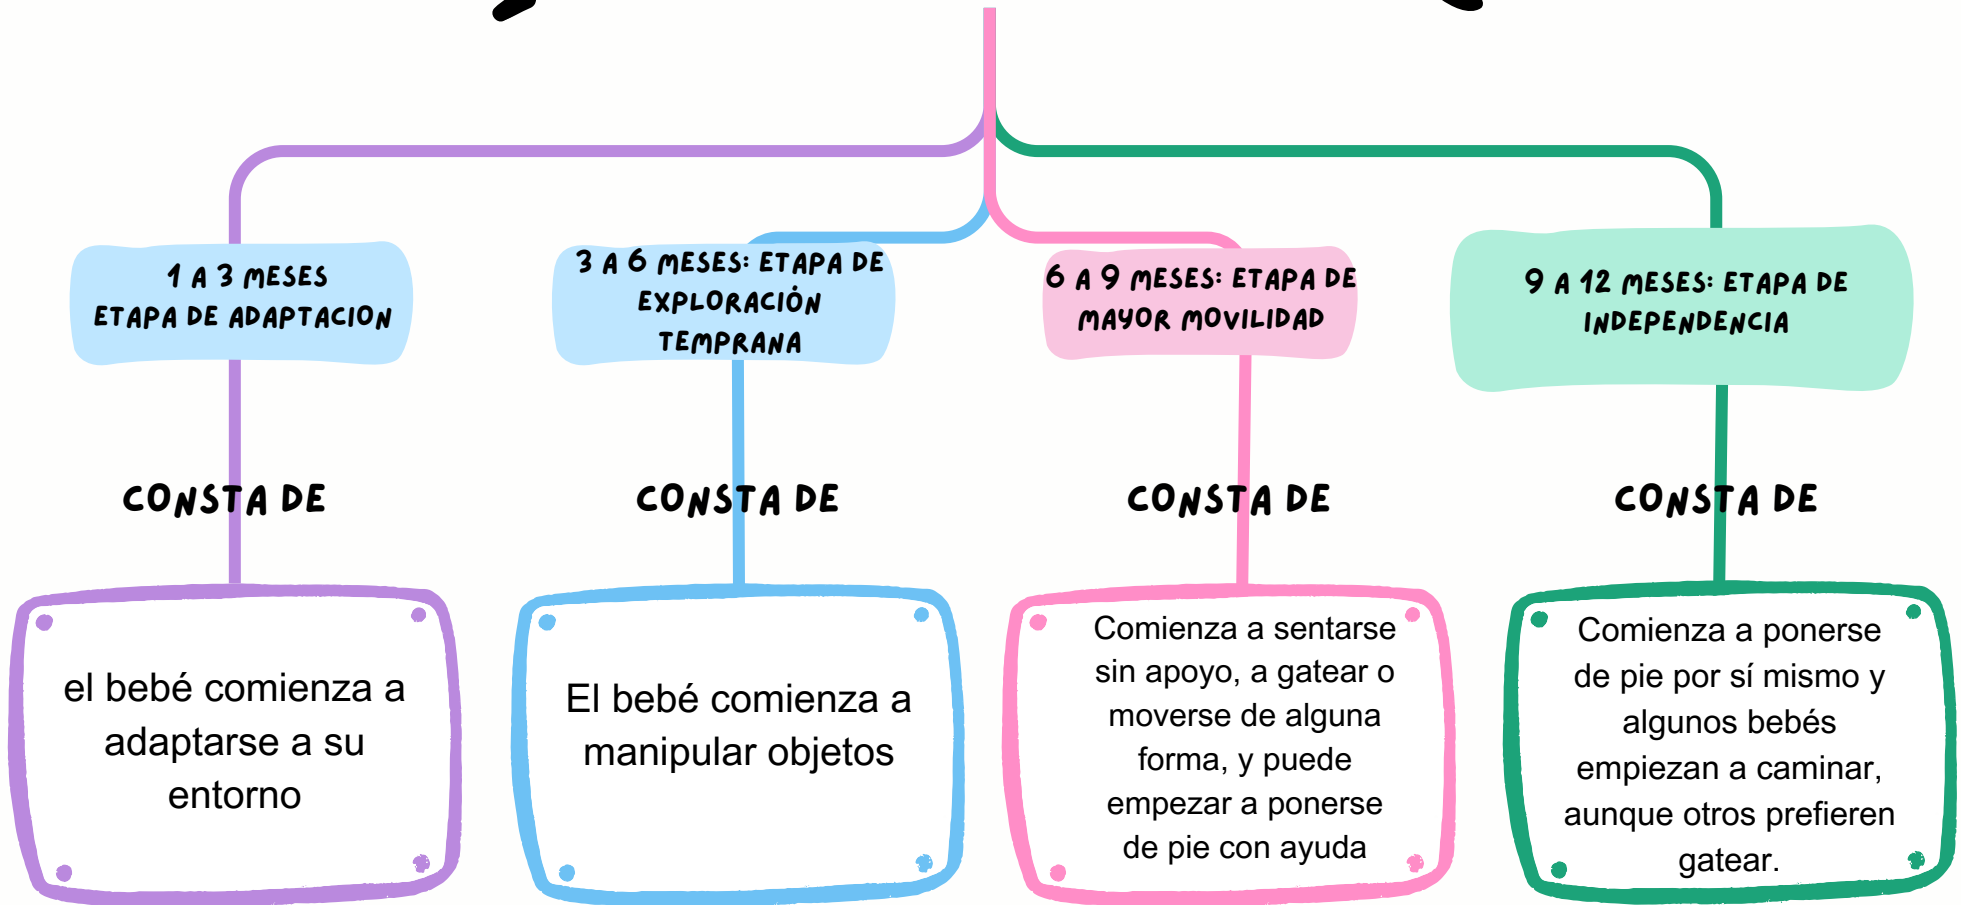 1 A 3 MESES
ETAPA DE ADAPTACION
3 A 6 MESES: ETAPA DE
EXPLORACIÓN
TEMPRANA
6 A 9 MESES: ETAPA DE
MAYOR MOVILIDAD
9 A 12 MESES: ETAPA DE
INDEPENDENCIA
CONSTA DE
CONSTA DE
CONSTA DE
CONSTA DE
el bebé comienza a
adaptarse a su
entorno
El bebé comienza a
manipular objetos
Comienza a sentarse
sin apoyo, a gatear o
moverse de alguna
forma, y puede
empezar a ponerse
de pie con ayuda
Comienza a ponerse
de pie por sí mismo y
algunos bebés
empiezan a caminar,
aunque otros prefieren
gatear.